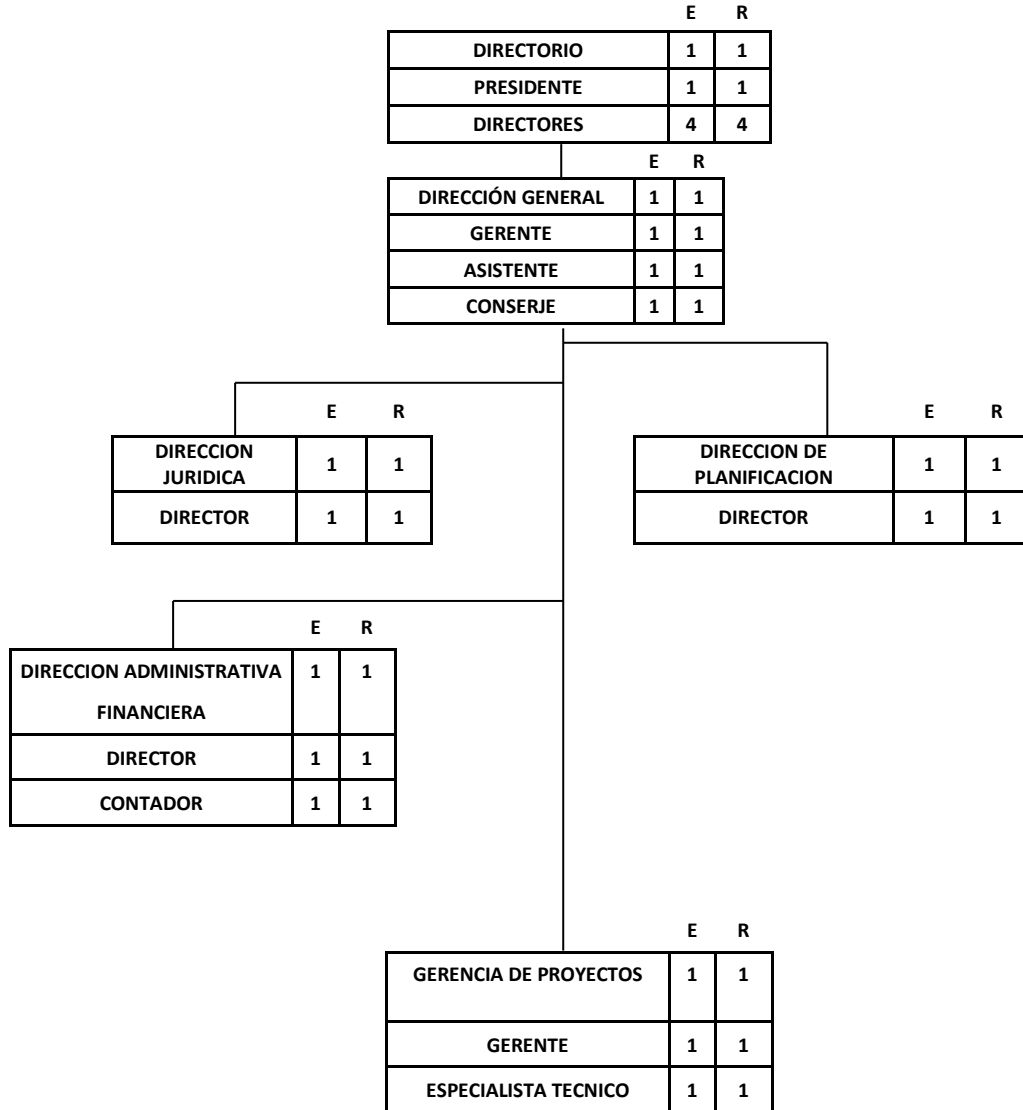 E R
DIRECTORIO 1 1
PRESIDENTE 1 1
DIRECTORES 4 4
E R
DIRECCIÓN GENERAL 1 1
GERENTE 1 1
ASISTENTE 1 1
CONSERJE 1 1
E R
DIRECCION
JURIDICA 1 1
DIRECTOR 1 1
E R
DIRECCION DE
PLANIFICACION 1 1
DIRECTOR 1 1
E R
DIRECCION ADMINISTRATIVA 1 1
FINANCIERA
DIRECTOR 1 1
CONTADOR 1 1
E R
GERENCIA DE PROYECTOS 1 1
GERENTE 1 1
ESPECIALISTA TECNICO 1 1